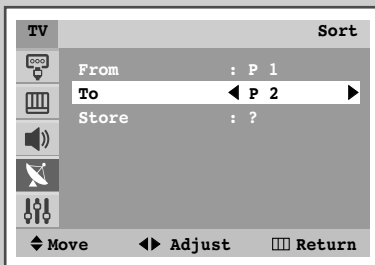 TV Sort
From : P 1
To P 2
Store : ?
Move Adjust Return